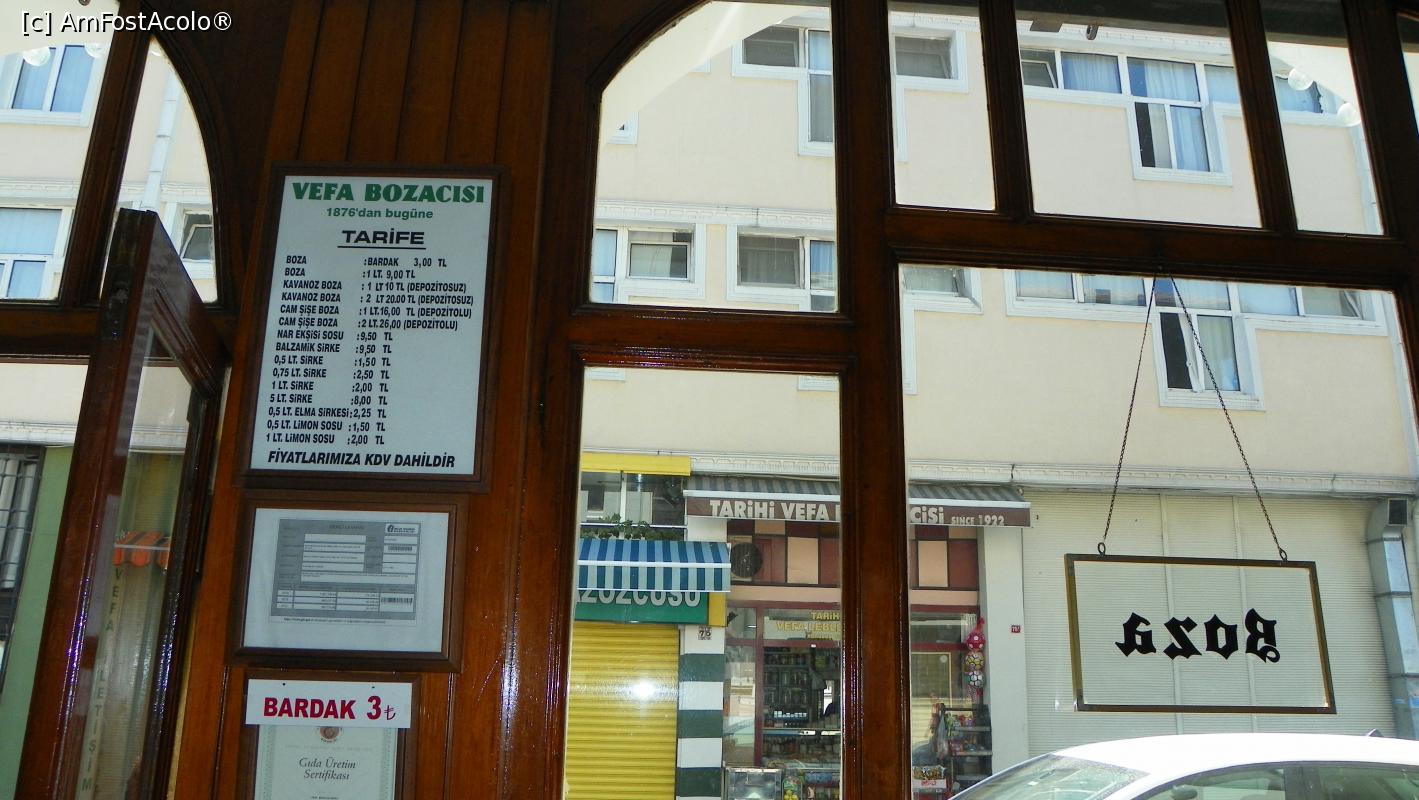 [c] AmFostAcolo®
VEFA BOZACISI
1876'dan bugüne
TARİFE
BOZA :BARDAK 3,00 TL
BOZA :1 LT. 9,00 TL
KAVANOZ BOZA : 1 LT 10 TL (DEPOZİTOSUZ)
KAVANOZ BOZA : 2 LT 20.00 TL (DEPOZİTOSUZ)
CAM ŞİŞE BOZA :1 LT.16,00 TL (DEPOZİTOLU)
CAM ŞİŞE BOZA :2 LT.26,00 (DEPOZİTOLU)
NAR EKŞİSİ SOSU :9,50 TL
BALZAMİK SİRKE :9,50 TL
0,5 LT. SİRKE :1,50 TL
0,75 LT. SİRKE :2,50 TL
1 LT. SİRKE :2,00 TL
5 LT. SİRKE :8,00 TL
0,5 LT. ELMA SİRKESi :2,25 TL
0,5 LT. LiMON SOSU :1,50 TL
1 LT. LiMON SOSU :2,00 TL
FİYATLARIMIZA KDV DAHİLDİR
BARDAK 3₺
Gıda Üretim
Sertifikası
TARiHi VEFA CiSi SINCE 1922
TARİH
VEFA LEBL
Boza
VEFA